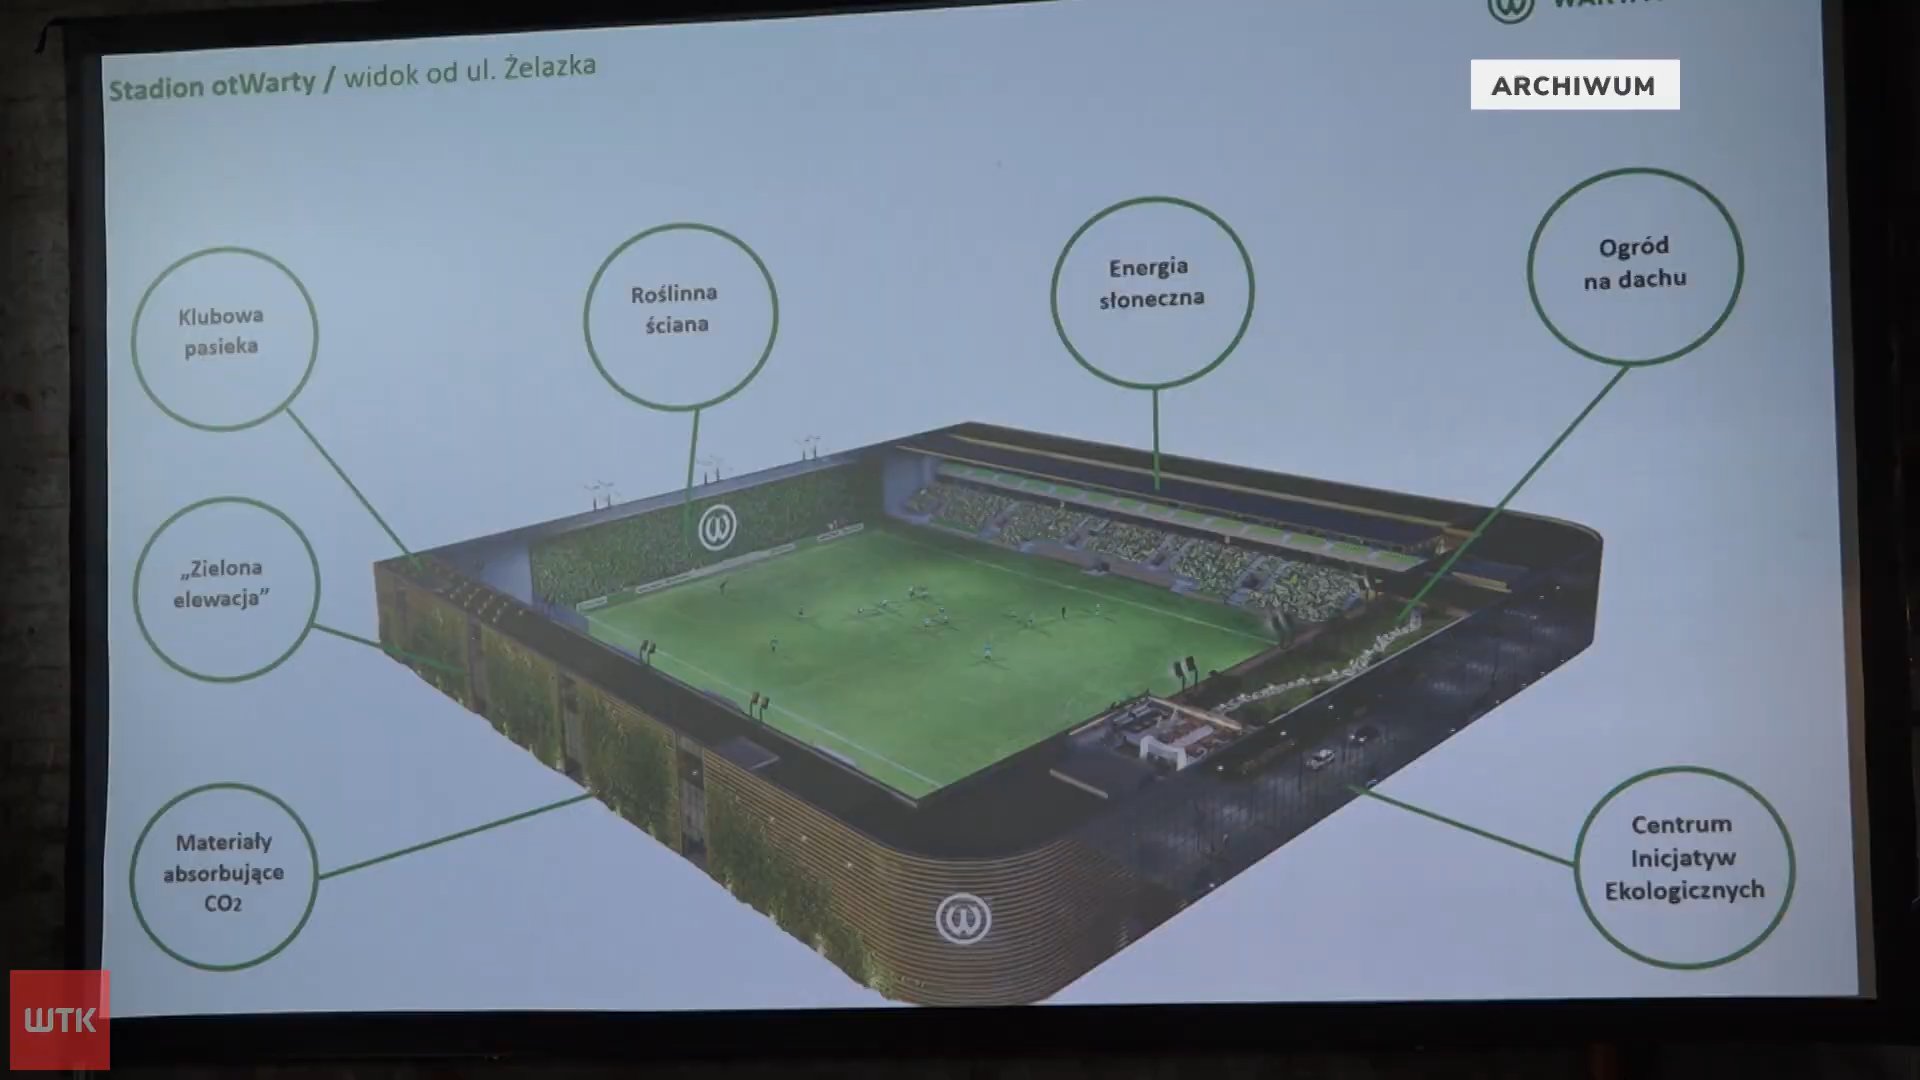 Stadion otWarty / widok od ul. Żelazka
ARCHIWUM
Klubowa
pasieka
Roślinna
ściana
Energia
słoneczna
Ogród
na dachu
„Zielona
elewacja”
Materiały
absorbujące
CO2
Centrum
Inicjatyw
Ekologicznych
WTK